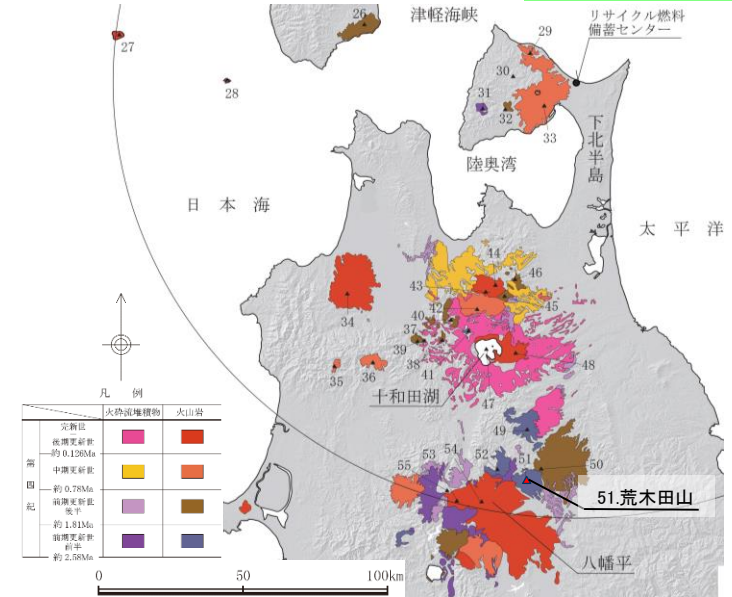 津軽海峡
リサイクル燃料
備蓄センター
26
27
28
29
30
31
32
33
陸奥湾
下北半島
日本海
太平洋
34
35
36
37
38
39
40
41
42
43
44
45
46
47
48
十和田湖
49
50
51
52
53
54
55
51.荒木田山
八幡平
凡例
火砕流堆積物
火山岩
第四紀
完新世
後期更新世
約0.126Ma
中期更新世
約0.78Ma
前期更新世
後半
約1.81Ma
前期更新世
前半
約2.58Ma
0 50 100km